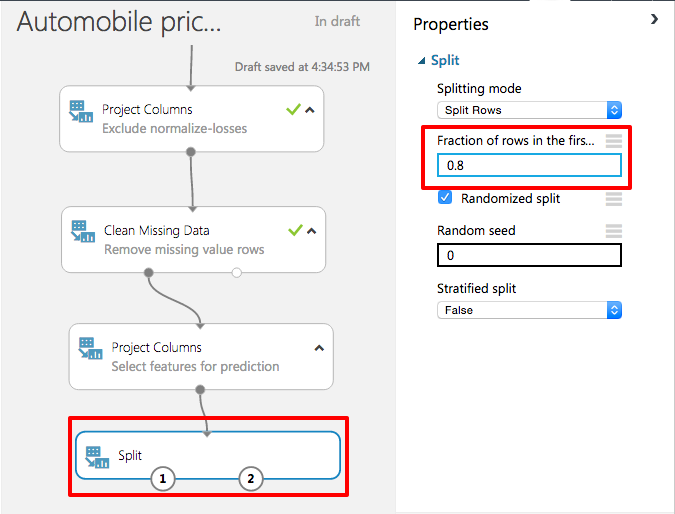 Automobile pric...
In draft
Draft saved at 4:34:53 PM
Project Columns
Exclude normalize-losses
Clean Missing Data
Remove missing value rows
Project Columns
Select features for prediction
Split
1
2
Properties
Split
Splitting mode
Split Rows
Fraction of rows in the firs...
0.8
Randomized split
Random seed
0
Stratified split
False